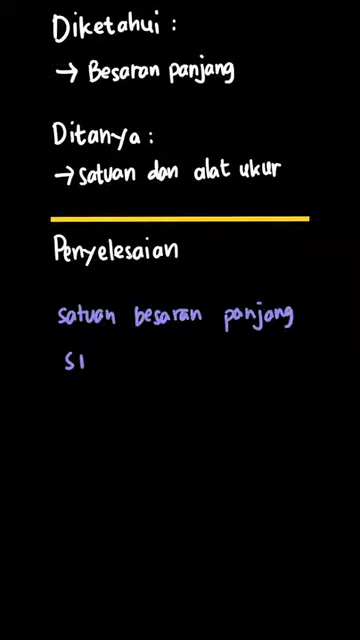 Diketahui :
→ Besaran panjang
Ditanya :
→ satuan dan alat ukur
Penyelesaian
satuan besaran panjang
SI